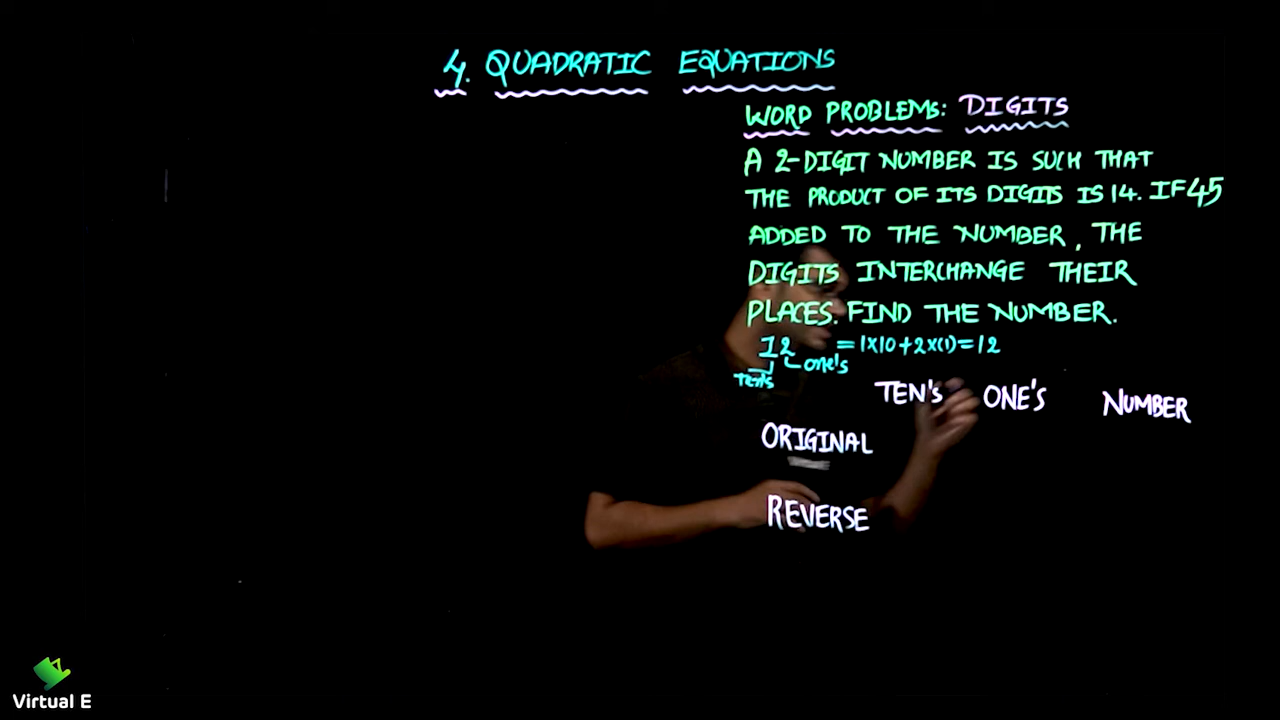 4. QUADRATIC EQUATIONS
WORD PROBLEMS: DIGITS
A 2-DIGIT NUMBER IS SUCH THAT
THE PRODUCT OF ITS DIGITS IS 14. IF 45
ADDED TO THE NUMBER, THE
DIGITS INTERCHANGE THEIR
PLACES. FIND THE NUMBER.
12 = 1×10+2×(1)=12
one's
Ten's
TEN'S ONE'S NUMBER
ORIGINAL
REVERSE
Virtual E